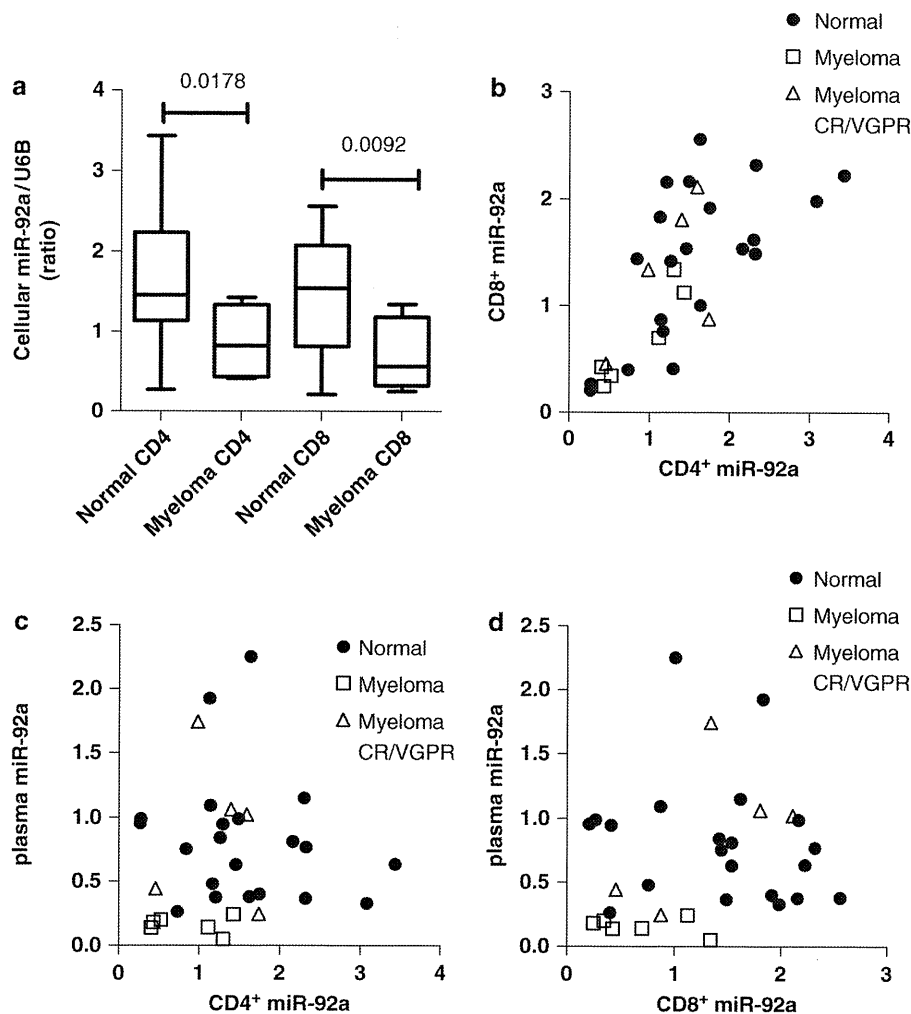 a
0.0178
0.0092
Cellular miR-92a/U6B
(ratio)
4
3
2
1
0
Normal CD4
Myeloma CD4
Normal CD8
Myeloma CD8
b
Normal
Myeloma
Myeloma
CR/VGPR
CD8⁺ miR-92a
3
2
1
0
0 1 2 3 4
CD4⁺ miR-92a
c
Normal
Myeloma
Myeloma
CR/VGPR
plasma miR-92a
2.5
2.0
1.5
1.0
0.5
0.0
0 1 2 3 4
CD4⁺ miR-92a
d
Normal
Myeloma
Myeloma
CR/VGPR
plasma miR-92a
2.5
2.0
1.5
1.0
0.5
0.0
0 1 2 3
CD8⁺ miR-92a